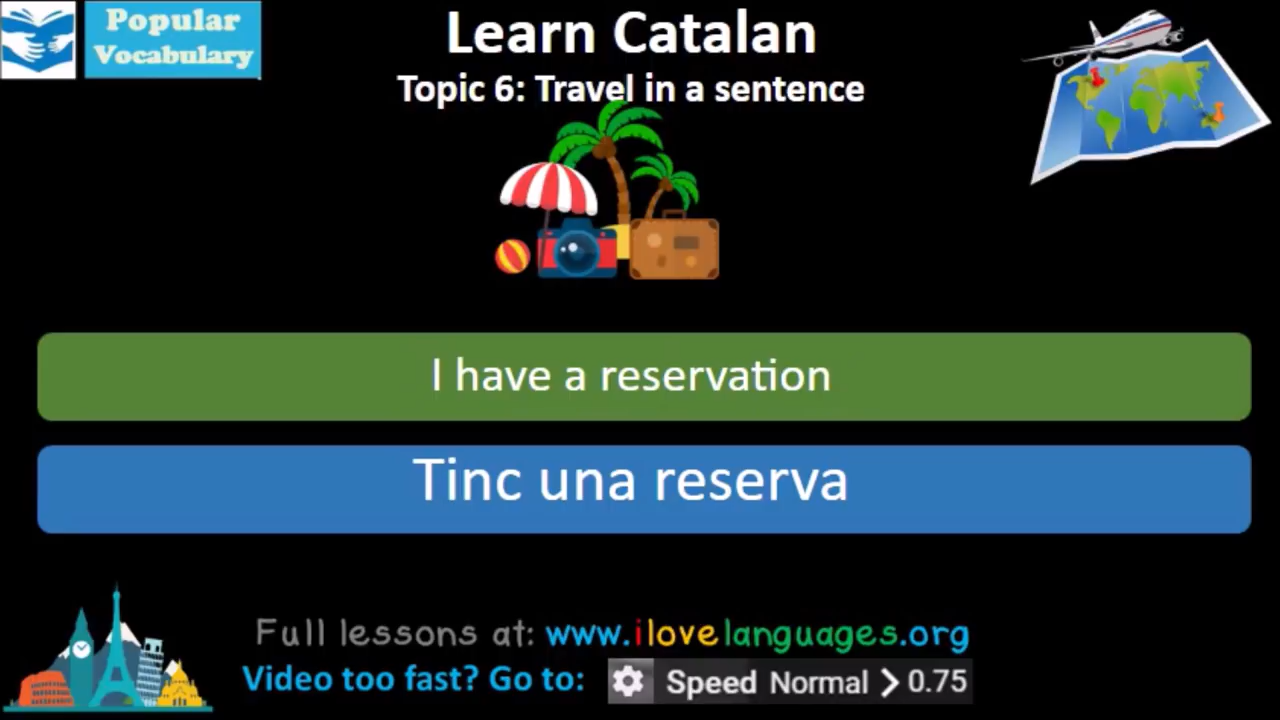 Popular
Vocabulary
Learn Catalan
Topic 6: Travel in a sentence
I have a reservation
Tinc una reserva
Full lessons at: www.ilovelanguages.org
Video too fast? Go to: Speed Normal > 0.75